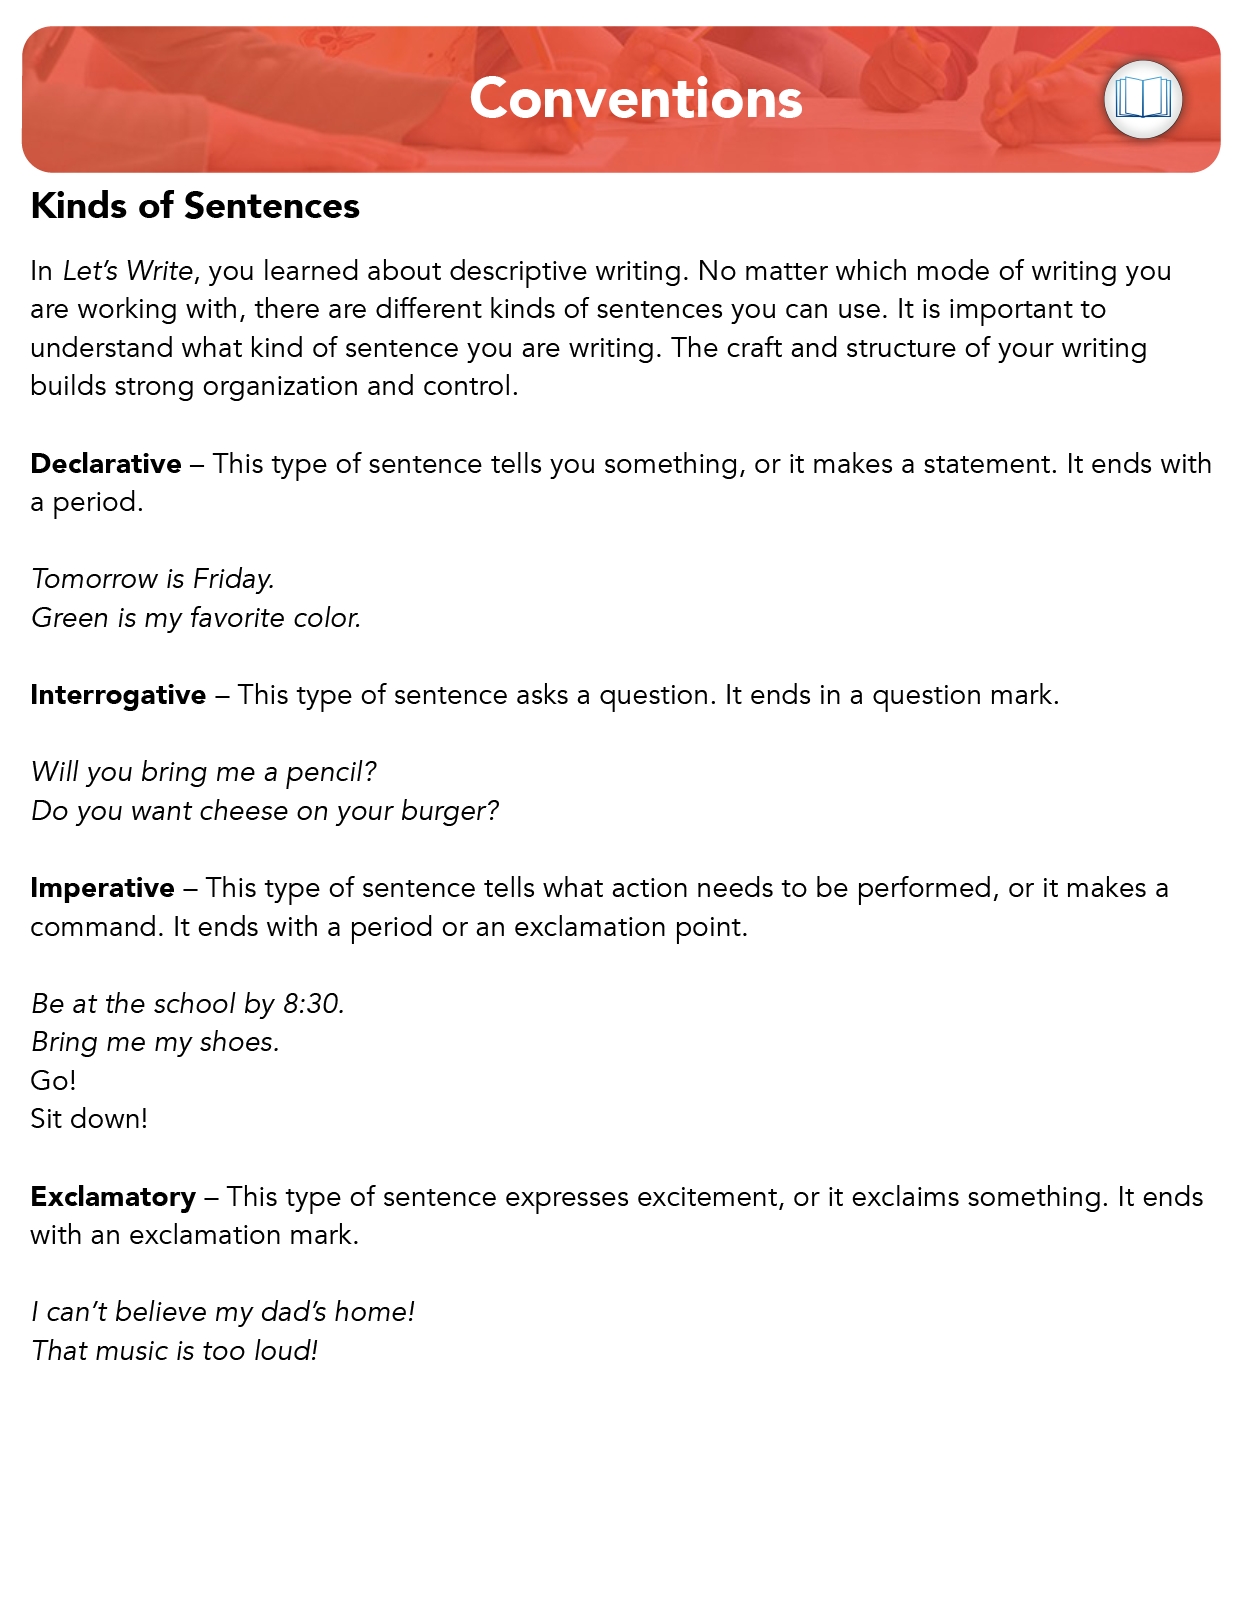 Conventions
Kinds of Sentences
In Let’s Write, you learned about descriptive writing. No matter which mode of writing you
are working with, there are different kinds of sentences you can use. It is important to
understand what kind of sentence you are writing. The craft and structure of your writing
builds strong organization and control.
Declarative – This type of sentence tells you something, or it makes a statement. It ends with
a period.
Tomorrow is Friday.
Green is my favorite color.
Interrogative – This type of sentence asks a question. It ends in a question mark.
Will you bring me a pencil?
Do you want cheese on your burger?
Imperative – This type of sentence tells what action needs to be performed, or it makes a
command. It ends with a period or an exclamation point.
Be at the school by 8:30.
Bring me my shoes.
Go!
Sit down!
Exclamatory – This type of sentence expresses excitement, or it exclaims something. It ends
with an exclamation mark.
I can’t believe my dad’s home!
That music is too loud!